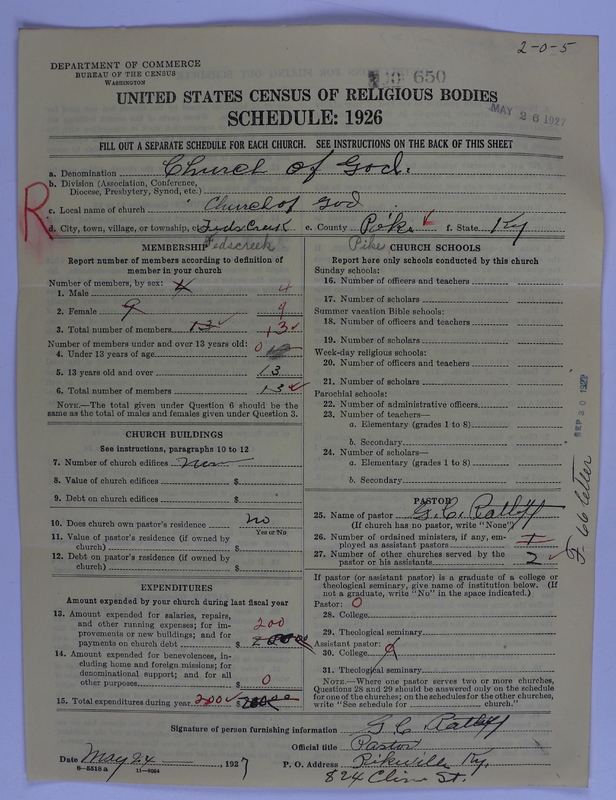 2-0-5
DEPARTMENT OF COMMERCE
BUREAU OF THE CENSUS
WASHINGTON
650
UNITED STATES CENSUS OF RELIGIOUS BODIES
MAY 26 1927
SCHEDULE: 1926
FILL OUT A SEPARATE SCHEDULE FOR EACH CHURCH. SEE INSTRUCTIONS ON THE BACK OF THIS SHEET
a. Denomination Church of God.
b. Division (Association, Conference, Diocese, Presbytery, Synod, etc.)
R
c. Local name of church Church of God
d. City, town, village, or township, etc. Feds Creek e. County Pike f. State Ky
Fedscreek Pike
MEMBERSHIP
Report number of members according to definition of
member in your church
Number of members, by sex: 4
1. Male 4
2. Female 9 9
3. Total number of members 13 13
Number of members under and over 13 years old:
4. Under 13 years of age 0
5. 13 years old and over 13
6. Total number of members 13
NOTE.—The total given under Question 6 should be
same as the total of males and females given under Question 3.
CHURCH BUILDINGS
See instructions, paragraphs 10 to 12
7. Number of church edifices non
8. Value of church edifices $
9. Debt on church edifices $
10. Does church own pastor's residence no
Yes or No
11. Value of pastor's residence (if owned by
church) $
12. Debt on pastor's residence (if owned by
church) $
EXPENDITURES
Amount expended by your church during last fiscal year
13. Amount expended for salaries, repairs,
and other running expenses; for im-
provements or new buildings; and for
payments on church debt $ 200
14. Amount expended for benevolences, in-
cluding home and foreign missions; for
denominational support; and for all
other purposes $ 0
15. Total expenditures during year 200 $
CHURCH SCHOOLS
Report here only schools conducted by this church
Sunday schools:
16. Number of officers and teachers
17. Number of scholars
Summer vacation Bible schools:
18. Number of officers and teachers
19. Number of scholars
Week-day religious schools:
20. Number of officers and teachers
21. Number of scholars
Parochial schools:
22. Number of administrative officers
23. Number of teachers—
a. Elementary (grades 1 to 8)
b. Secondary
24. Number of scholars—
a. Elementary (grades 1 to 8)
b. Secondary
PASTOR
25. Name of pastor G. C. Ratliff
(If church has no pastor, write "None")
26. Number of ordained ministers, if any, em-
ployed as assistant pastors 1
27. Number of other churches served by the
pastor or his assistants 2
If pastor (or assistant pastor) is a graduate of a college or
theological seminary, give name of institution below. (If
not a graduate, write "No" in the space indicated.)
Pastor: 0
28. College
29. Theological seminary
Assistant pastor:
30. College
31. Theological seminary
NOTE.—Where one pastor serves two or more churches,
Questions 28 and 29 should be answered only on the schedule
for one of the churches; on the schedules for the other churches,
write "See schedule for church."
SEP 30 1927
F. 66 letter
Signature of person furnishing information G. C. Ratliff
Official title Pastor
Date May 24, 1927 P. O. Address Pikeville Ky.
8-5518 a 11-9094
824 Cline St.